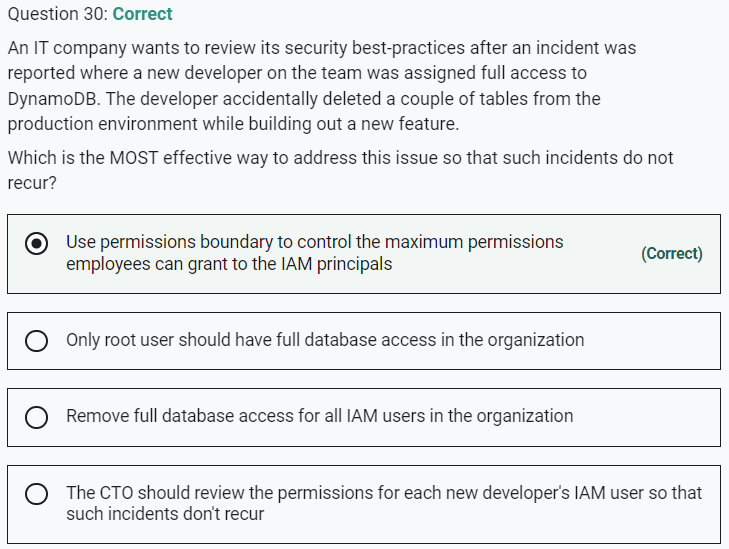 Question 30: Correct
An IT company wants to review its security best-practices after an incident was
reported where a new developer on the team was assigned full access to
DynamoDB. The developer accidentally deleted a couple of tables from the
production environment while building out a new feature.
Which is the MOST effective way to address this issue so that such incidents do not
recur?
Use permissions boundary to control the maximum permissions
employees can grant to the IAM principals
(Correct)
Only root user should have full database access in the organization
Remove full database access for all IAM users in the organization
The CTO should review the permissions for each new developer's IAM user so that
such incidents don't recur